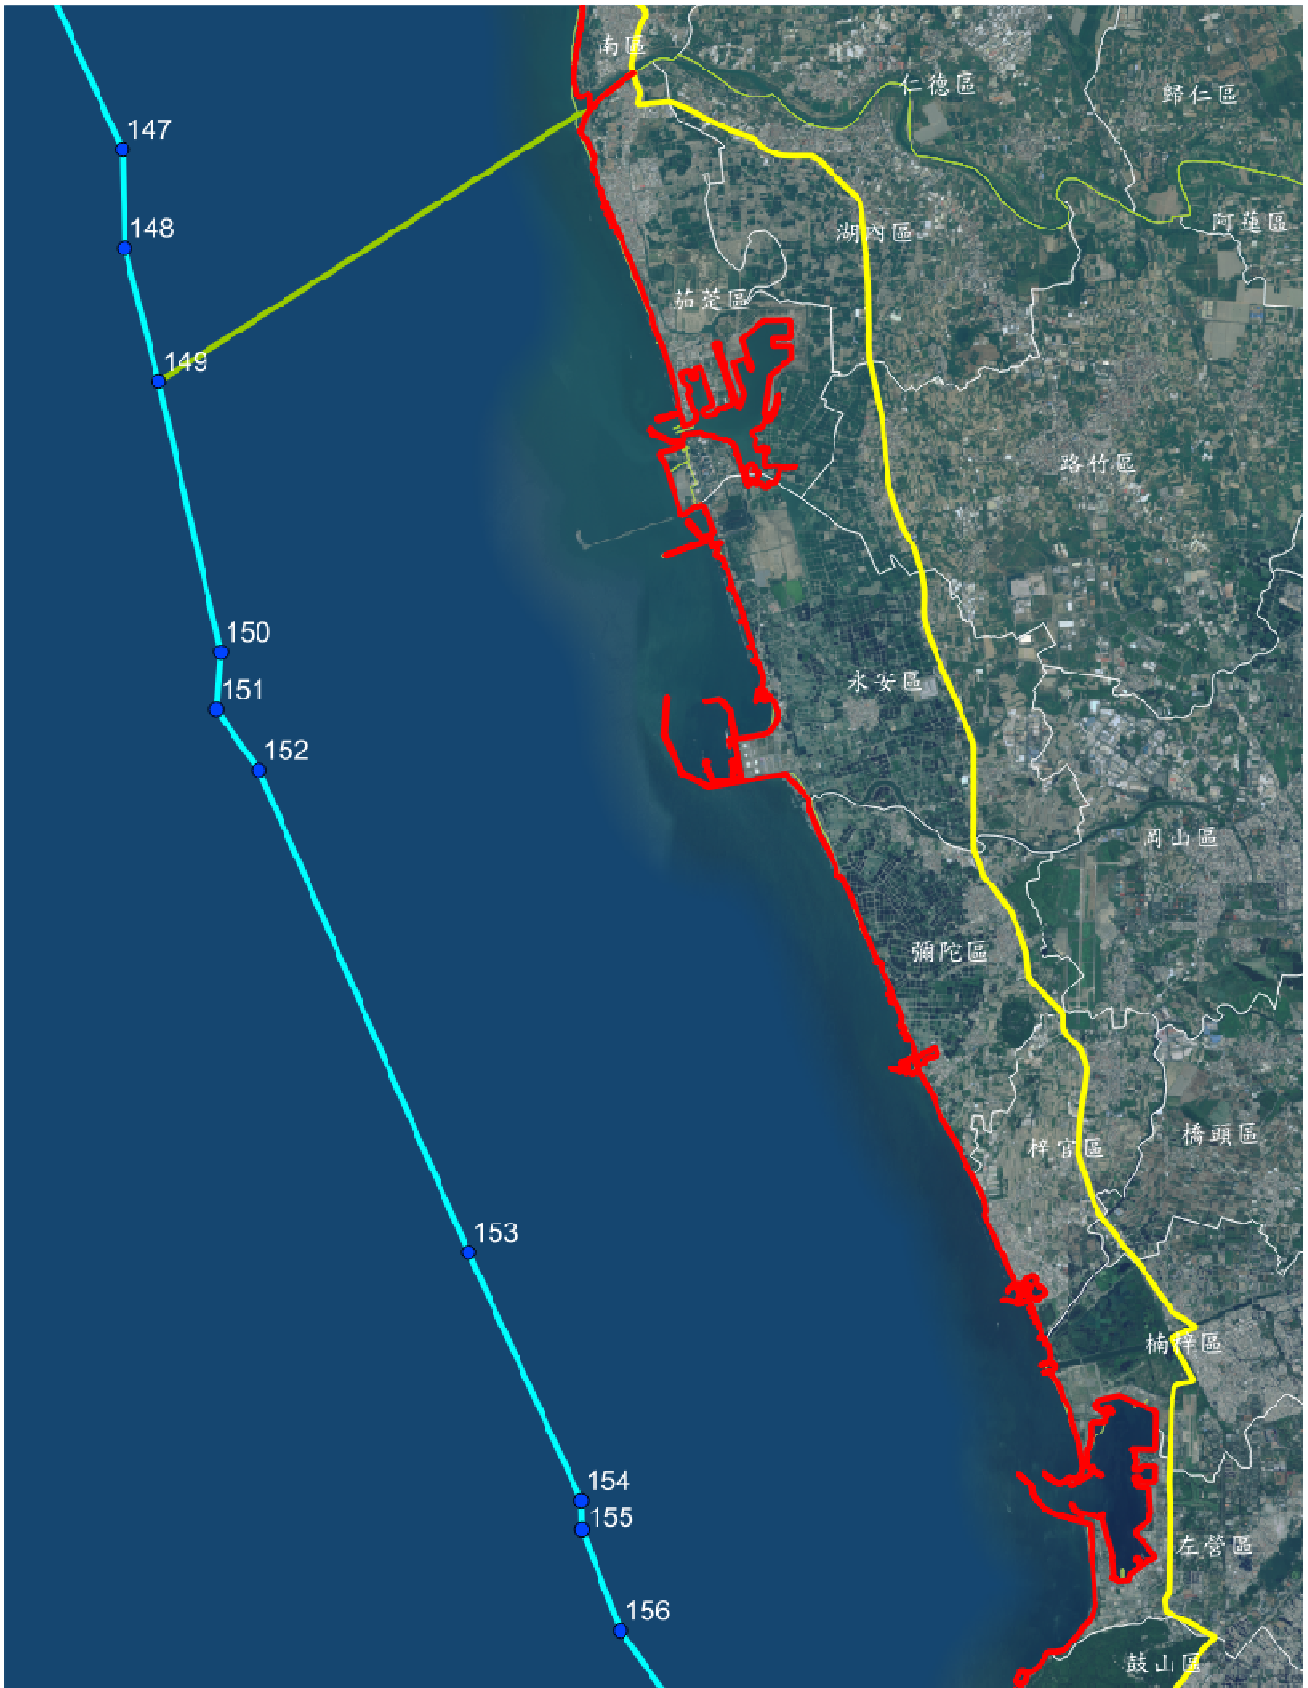 南區
仁德區
歸仁區
147
阿蓮區
148
湖內區
茄萣區
149
路竹區
150
永安區
151
152
岡山區
彌陀區
橋頭區
梓官區
153
楠梓區
154
155
左營區
156
鼓山區